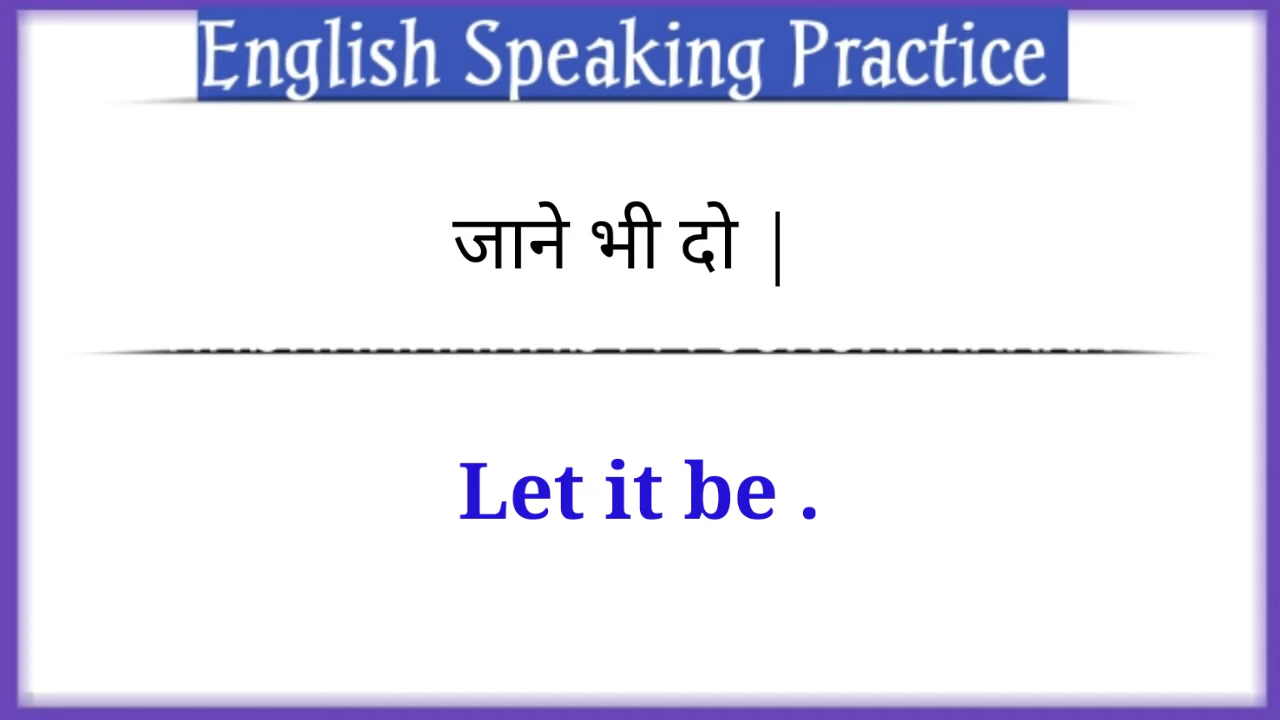 English Speaking Practice
जाने भी दो |
Let it be .